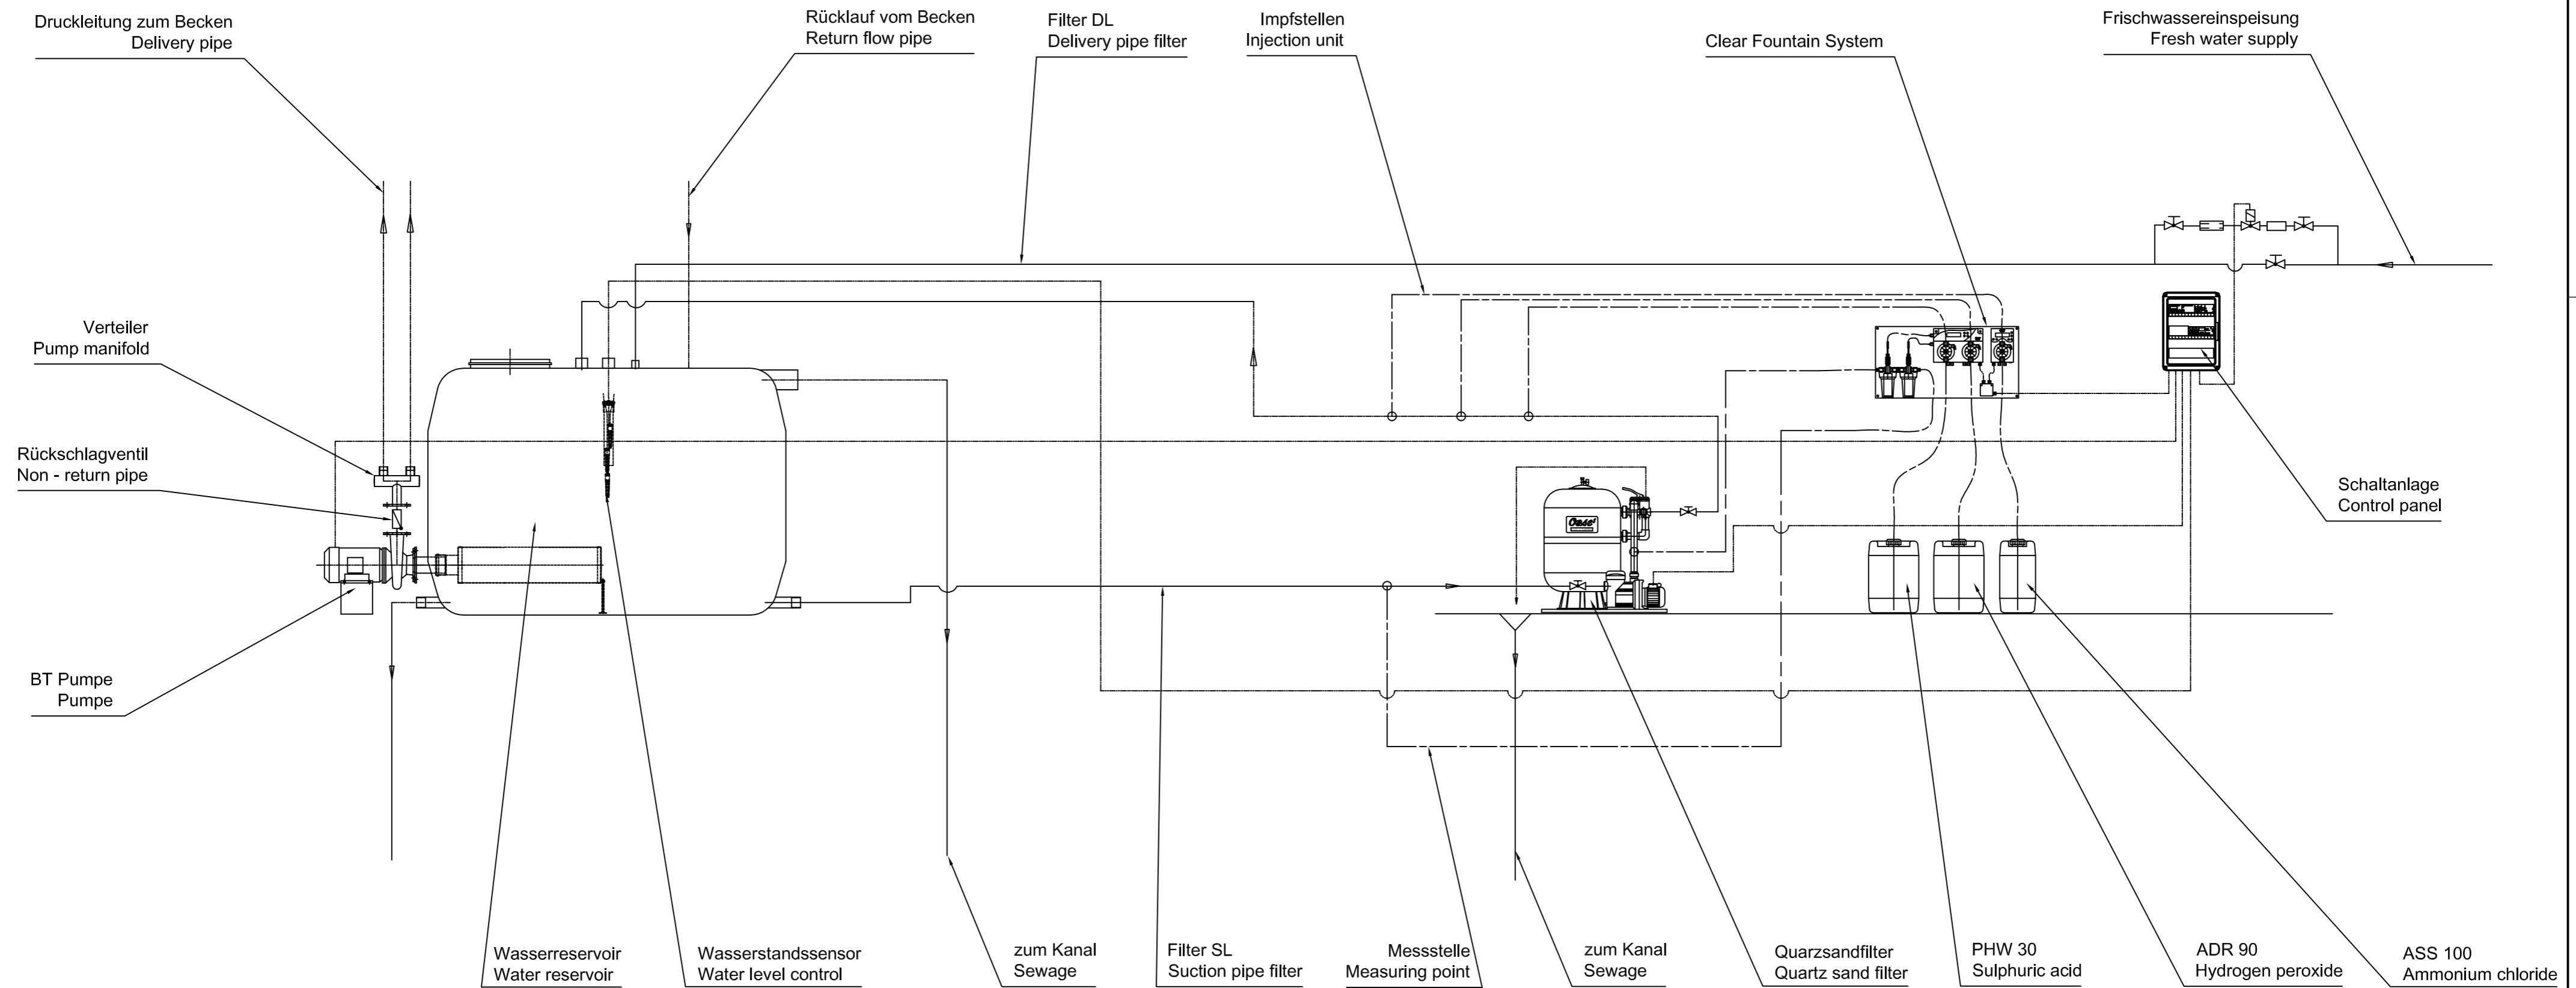 Druckleitung zum Becken
Delivery pipe
Rücklauf vom Becken
Return flow pipe
Filter DL
Delivery pipe filter
Impfstellen
Injection unit
Clear Fountain System
Frischwassereinspeisung
Fresh water supply
Verteiler
Pump manifold
Rückschlagventil
Non - return pipe
BT Pumpe
Pumpe
Oase
Schaltanlage
Control panel
Wasserreservoir
Water reservoir
Wasserstandssensor
Water level control
zum Kanal
Sewage
Filter SL
Suction pipe filter
Messstelle
Measuring point
zum Kanal
Sewage
Quarzsandfilter
Quartz sand filter
PHW 30
Sulphuric acid
ADR 90
Hydrogen peroxide
ASS 100
Ammonium chloride